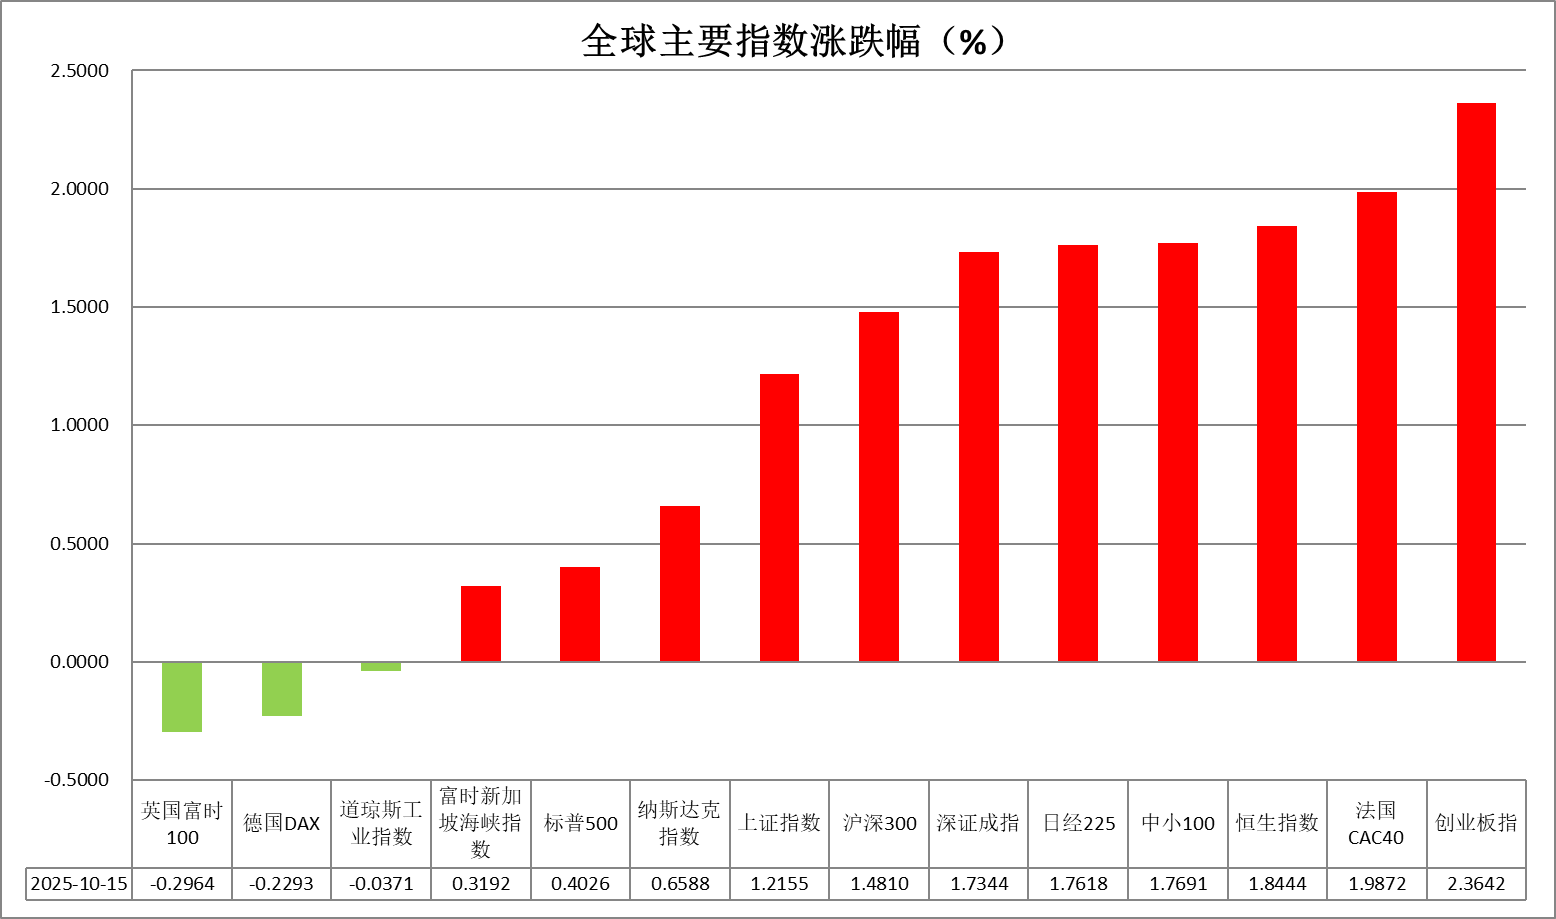 全球主要指数涨跌幅（%）
2.5000
2.0000
1.5000
1.0000
0.5000
0.0000
-0.5000
英国富时
100
德国DAX
道琼斯工
业指数
富时新加
坡海峡指
数
标普500
纳斯达克
指数
上证指数
沪深300
深证成指
日经225
中小100
恒生指数
法国
CAC40
创业板指
2025-10-15 -0.2964 -0.2293 -0.0371 0.3192 0.4026 0.6588 1.2155 1.4810 1.7344 1.7618 1.7691 1.8444 1.9872 2.3642